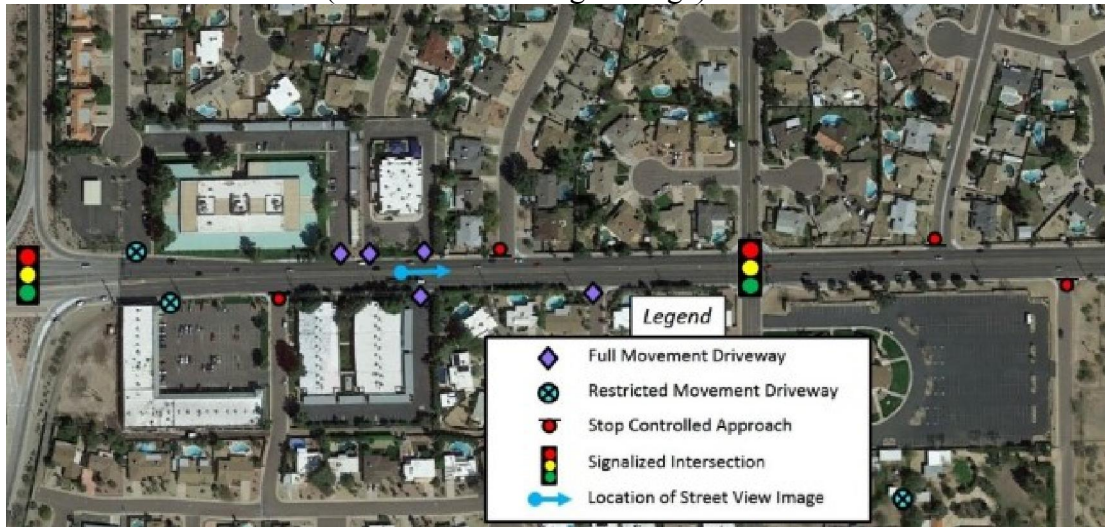 Legend
Full Movement Driveway
Restricted Movement Driveway
Stop Controlled Approach
Signalized Intersection
Location of Street View Image